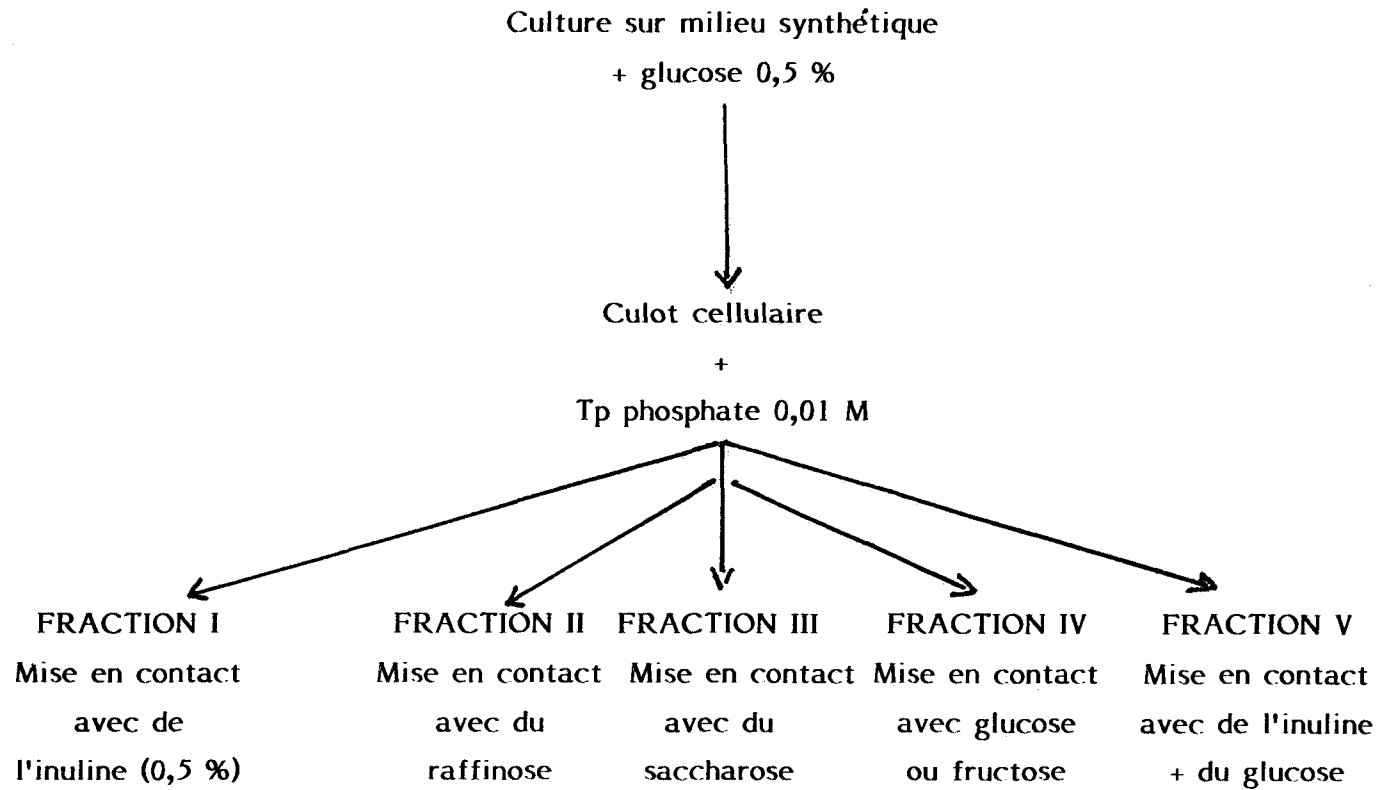 Culture sur milieu synthétique
+ glucose 0,5 %
Culot cellulaire
+
Tp phosphate 0,01 M
FRACTION I
Mise en contact
avec de
l'inuline (0,5 %)
FRACTION II
Mise en contact
avec du
raffinose
FRACTION III
Mise en contact
avec du
saccharose
FRACTION IV
Mise en contact
avec glucose
ou fructose
FRACTION V
Mise en contact
avec de l'inuline
+ du glucose